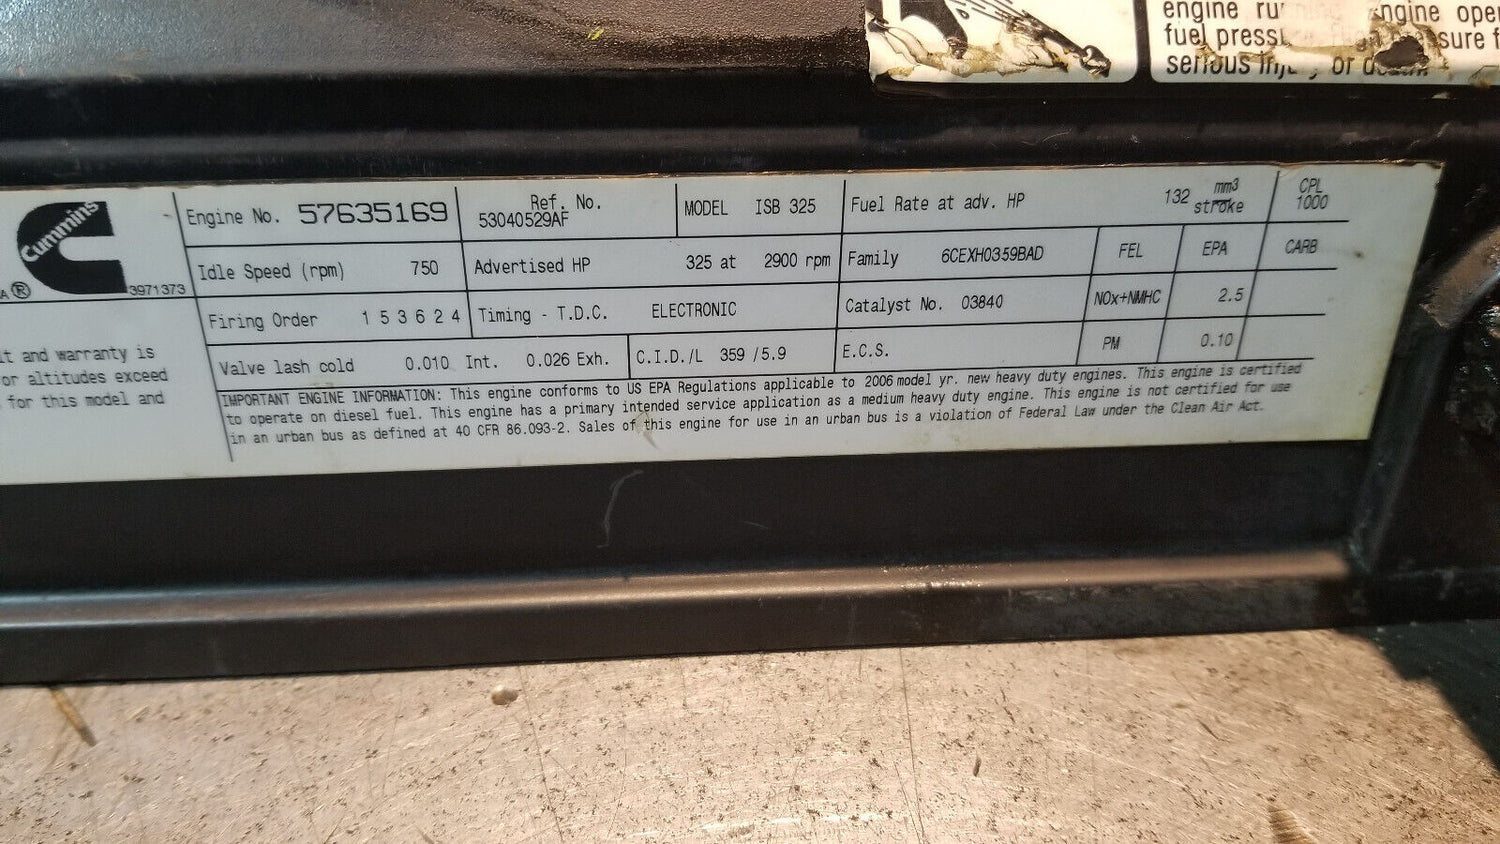 engine ru ngine ope
fuel press sure f
serious inj or
Cummins
A®
3971373
Engine No. 57635169
Ref. No.
53040529AF
MODEL ISB 325
Fuel Rate at adv. HP 132 mm3
stroke
CPL
1000
Idle Speed (rpm) 750
Advertised HP 325 at 2900 rpm
Family 6CEXH0359BAD
FEL
EPA
CARB
Firing Order 1 5 3 6 2 4
Timing - T.D.C. ELECTRONIC
Catalyst No. 03840
NOx+NMHC
2.5
Valve lash cold 0.010 Int. 0.026 Exh.
C.I.D./L 359 /5.9
E.C.S.
PM
0.10
it and warranty is
or altitudes exceed
for this model and
IMPORTANT ENGINE INFORMATION: This engine conforms to US EPA Regulations applicable to 2006 model yr. new heavy duty engines. This engine is certified
to operate on diesel fuel. This engine has a primary intended service application as a medium heavy duty engine. This engine is not certified for use
in an urban bus as defined at 40 CFR 86.093-2. Sales of this engine for use in an urban bus is a violation of Federal Law under the Clean Air Act.